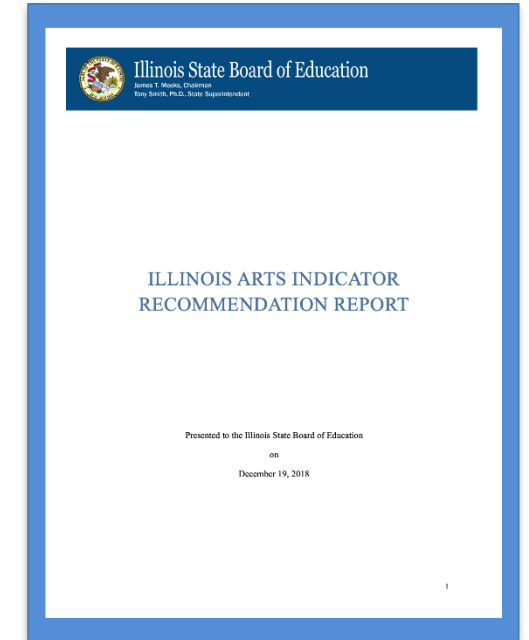 Illinois State Board of Education
James T. Meeks, Chairman
Tony Smith, Ph.D., State Superintendent
ILLINOIS ARTS INDICATOR
RECOMMENDATION REPORT
Presented to the Illinois State Board of Education
on
December 19, 2018
1